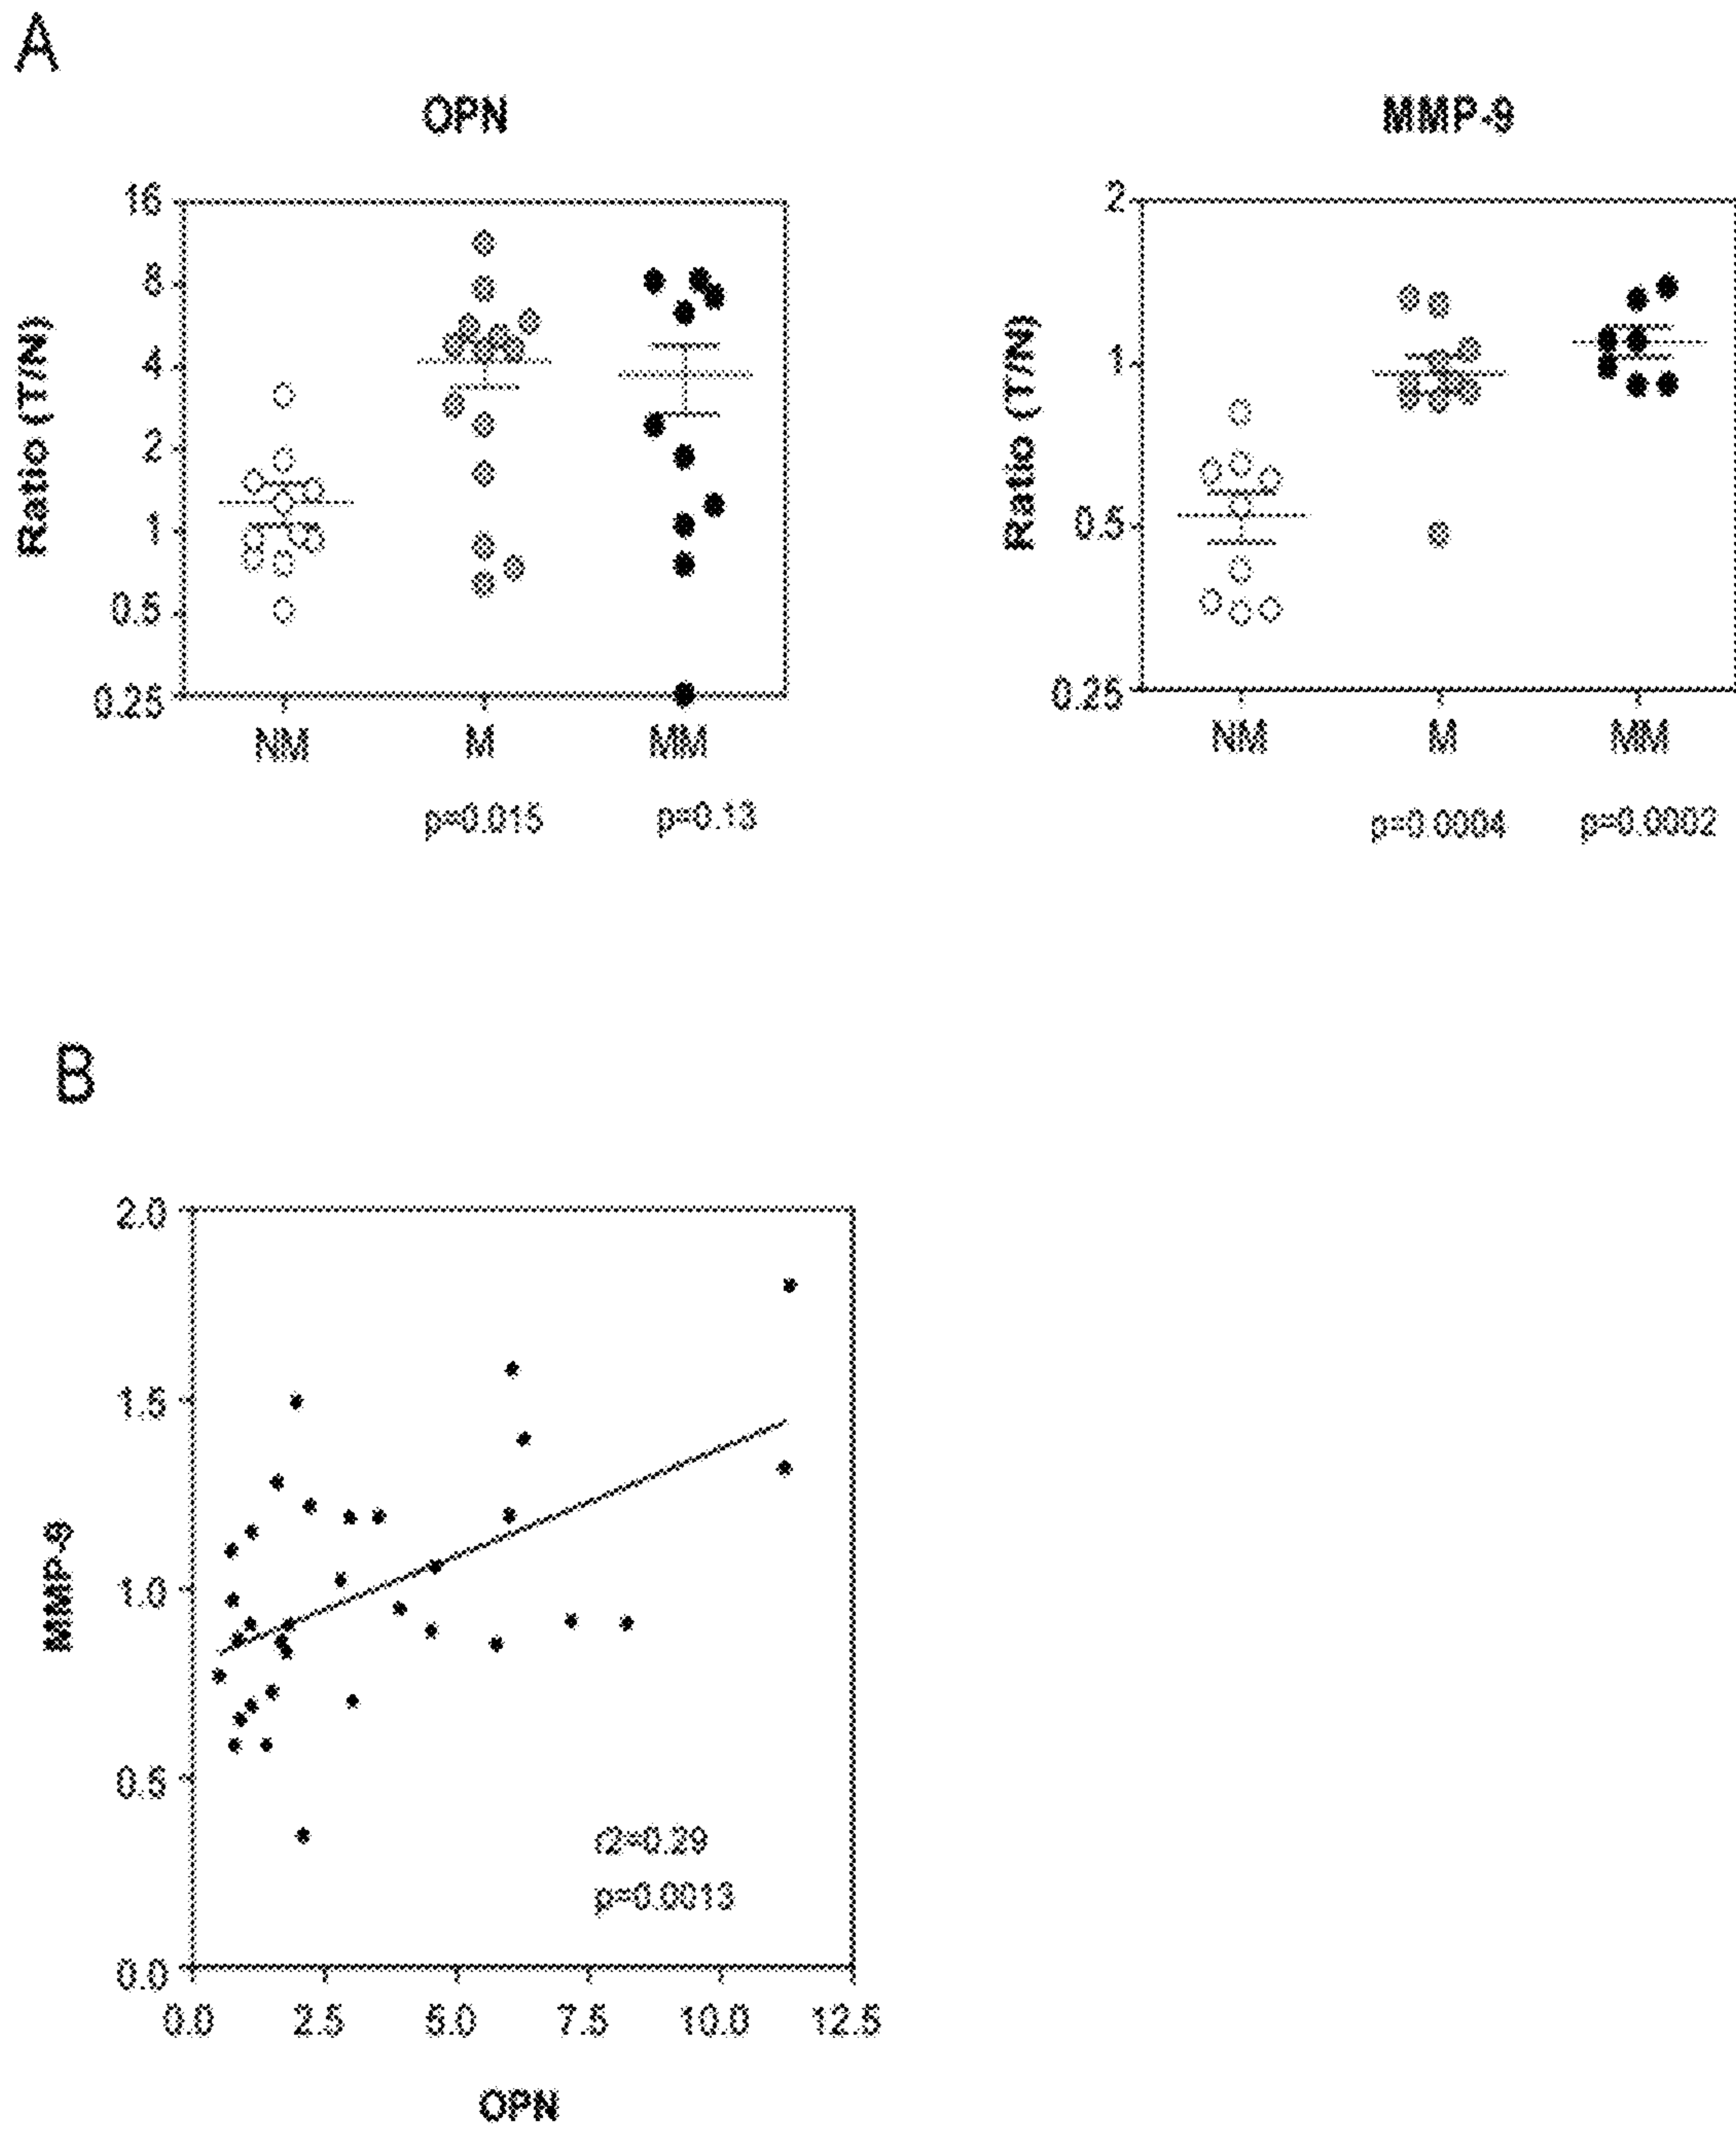 A
OPN
MMP-9
Ratio (T/N)
16
8
4
2
1
0.5
0.25
NM M MM
p=0.015 p=0.13
Ratio (T/N)
2
1
0.5
0.25
NM M MM
p=0.0004 p=0.0002
B
MMP-9
2.0
1.5
1.0
0.5
0.0
r2=0.29
p=0.0013
0.0 2.5 5.0 7.5 10.0 12.5
OPN